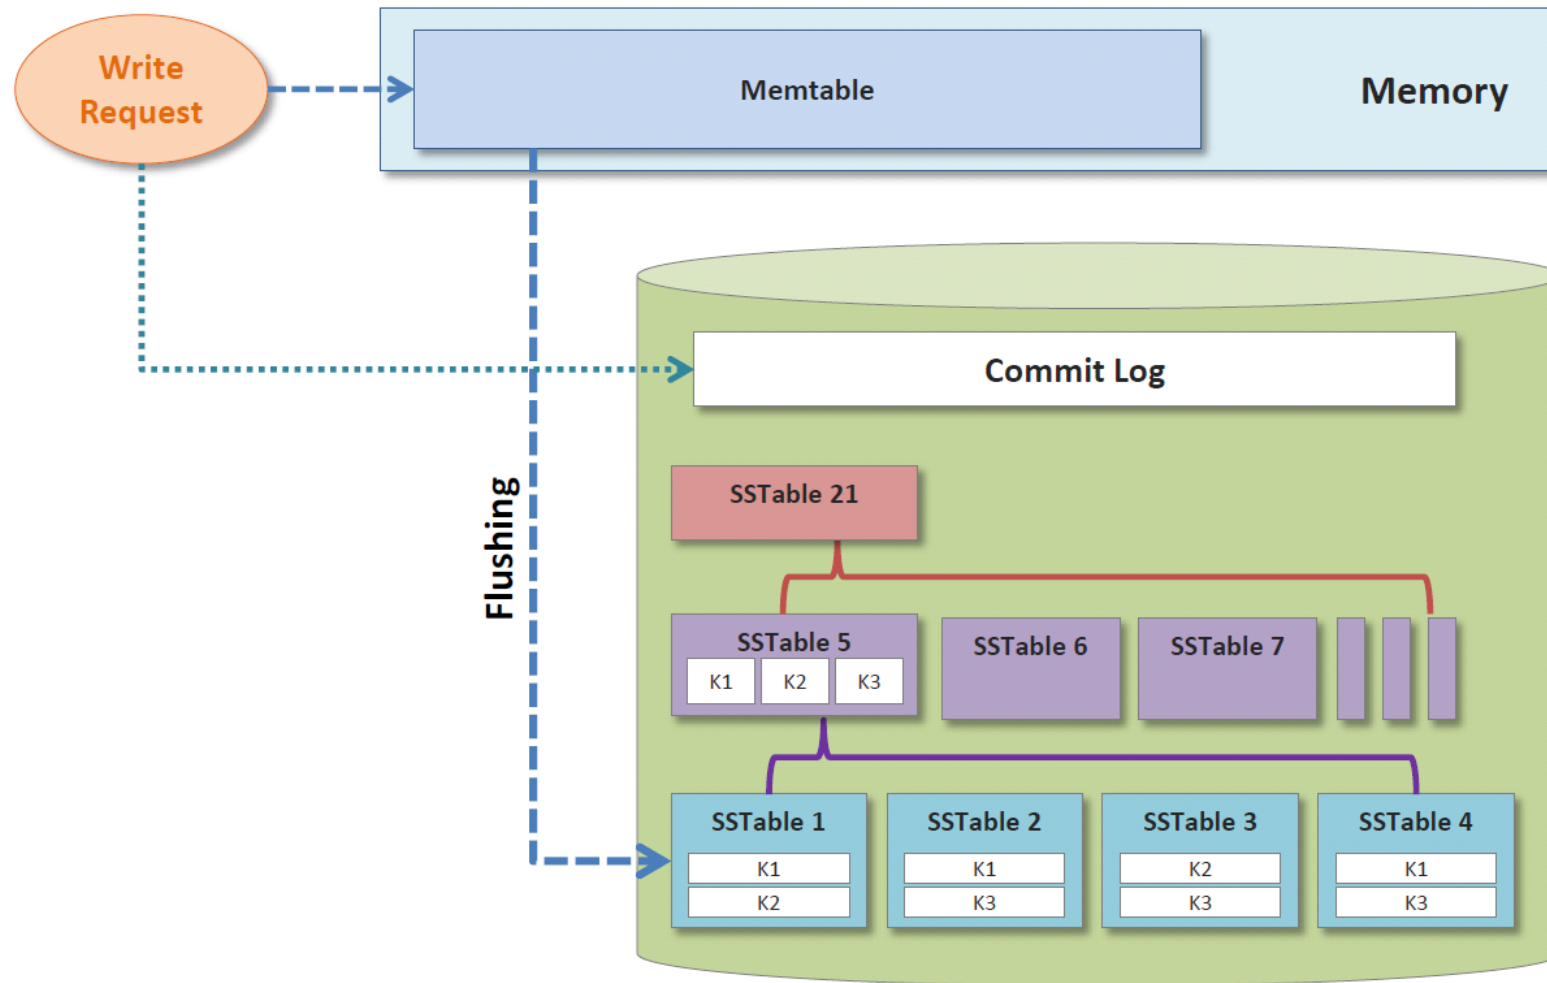 Write
Request
Memtable
Memory
Commit Log
Flushing
SSTable 21
SSTable 5
K1 K2 K3
SSTable 6
SSTable 7
SSTable 1
K1
K2
SSTable 2
K1
K3
SSTable 3
K2
K3
SSTable 4
K1
K3